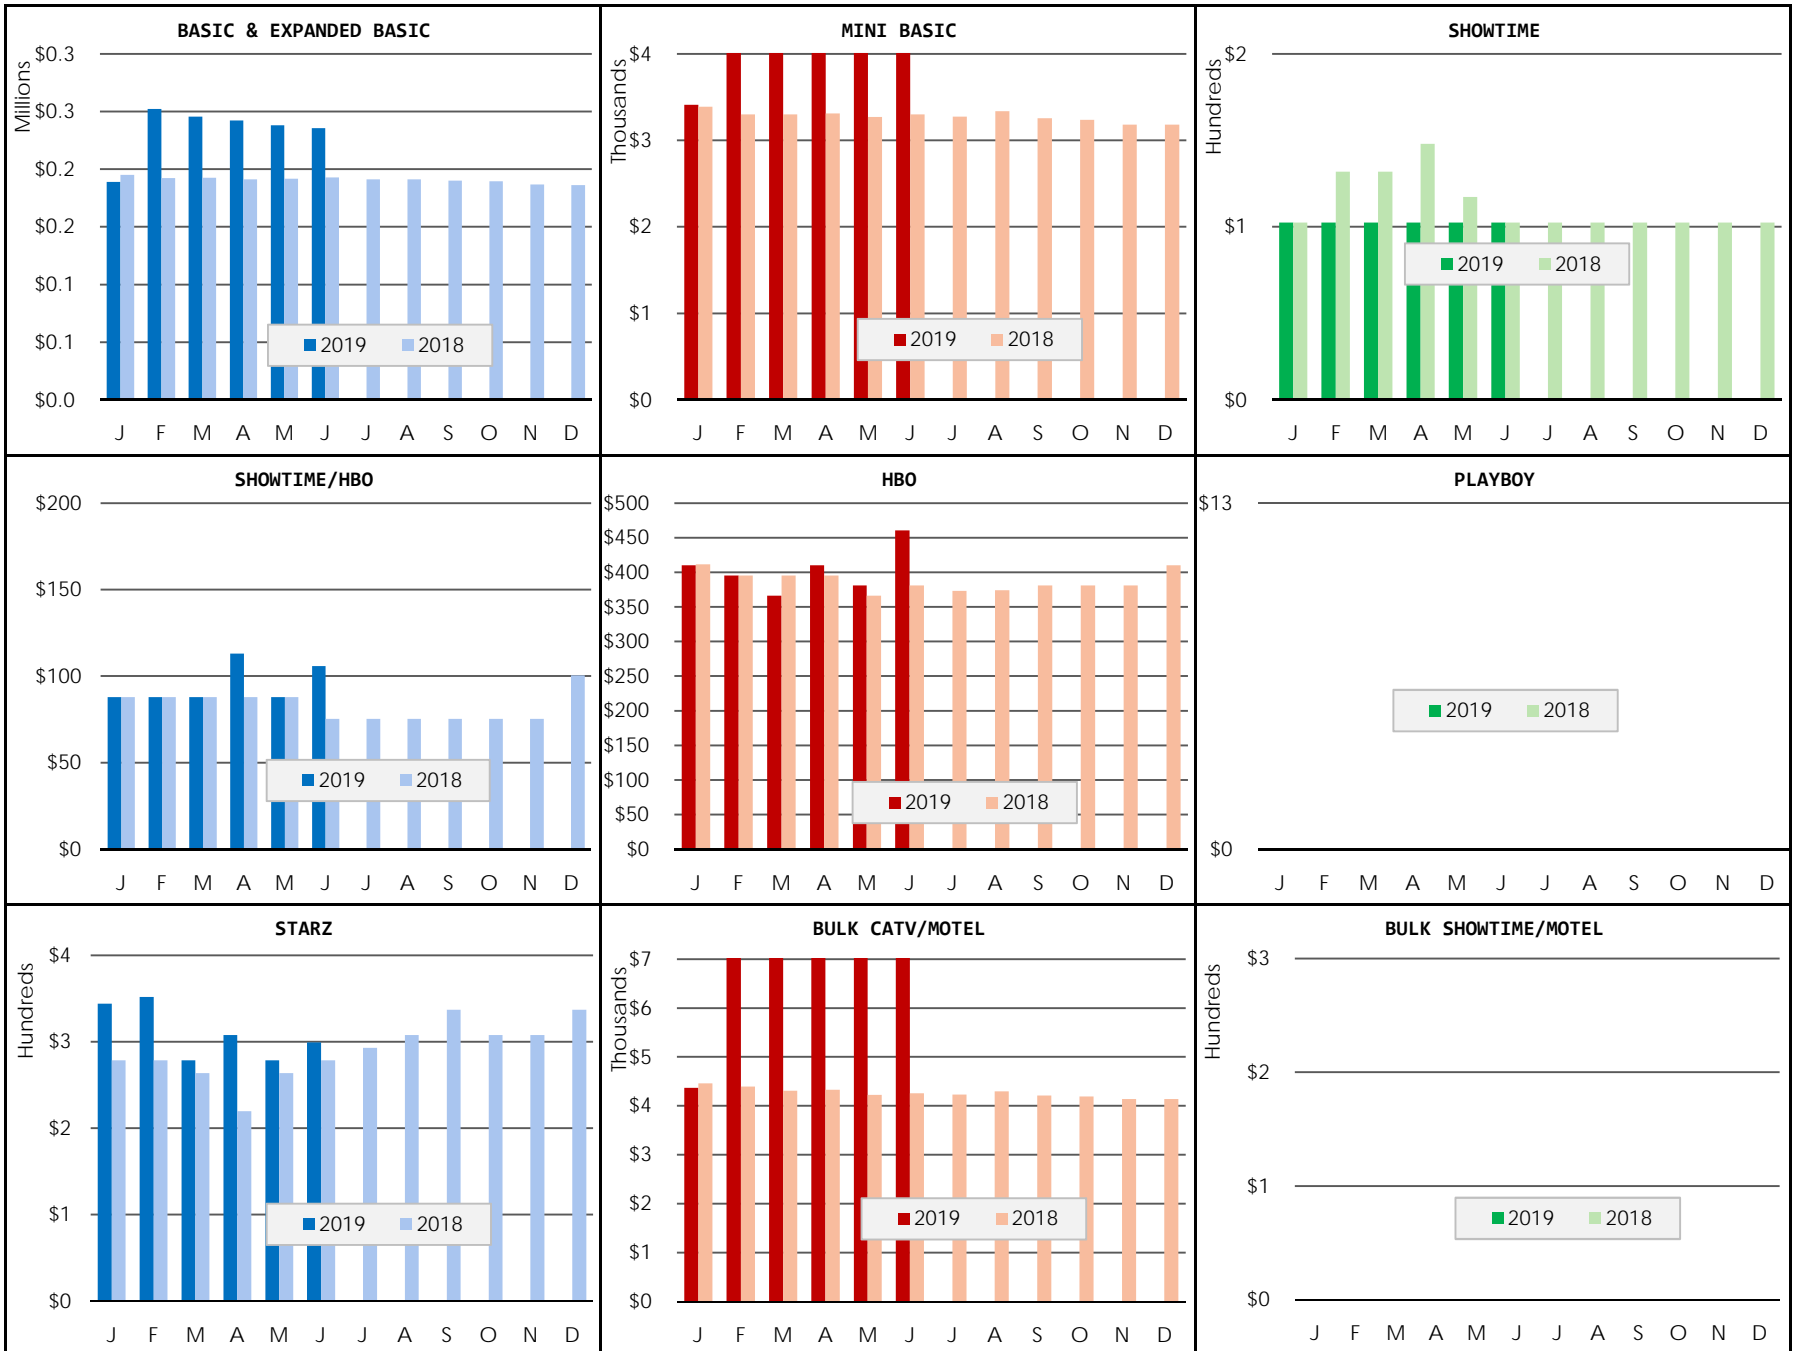 BASIC & EXPANDED BASIC
Millions
$0.3
$0.3
$0.2
$0.2
$0.1
$0.1
$0.0
2019 2018
J F M A M J J A S O N D
MINI BASIC
Thousands
$4
$3
$2
$1
$0
2019 2018
J F M A M J J A S O N D
SHOWTIME
Hundreds
$2
$1
$0
2019 2018
J F M A M J J A S O N D
SHOWTIME/HBO
$200
$150
$100
$50
$0
2019 2018
J F M A M J J A S O N D
HBO
$500
$450
$400
$350
$300
$250
$200
$150
$100
$50
$0
2019 2018
J F M A M J J A S O N D
PLAYBOY
$13
$0
2019 2018
J F M A M J J A S O N D
STARZ
Hundreds
$4
$3
$2
$1
$0
2019 2018
J F M A M J J A S O N D
BULK CATV/MOTEL
Thousands
$7
$6
$5
$4
$3
$2
$1
$0
2019 2018
J F M A M J J A S O N D
BULK SHOWTIME/MOTEL
Hundreds
$3
$2
$1
$0
2019 2018
J F M A M J J A S O N D